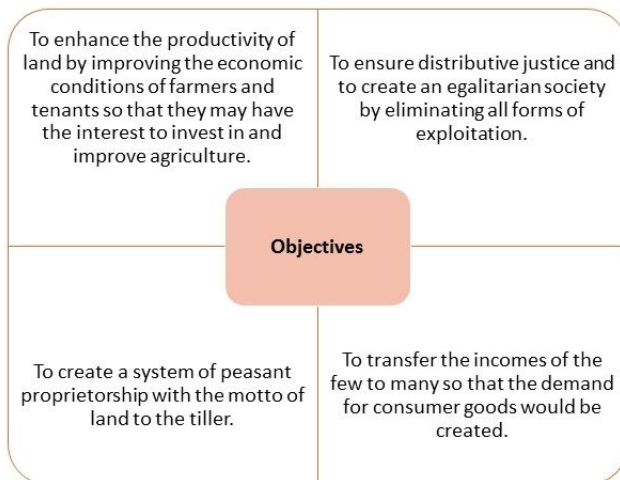 To enhance the productivity of
land by improving the economic
conditions of farmers and
tenants so that they may have
the interest to invest in and
improve agriculture.
To ensure distributive justice and
to create an egalitarian society
by eliminating all forms of
exploitation.
Objectives
To create a system of peasant
proprietorship with the motto of
land to the tiller.
To transfer the incomes of the
few to many so that the demand
for consumer goods would be
created.